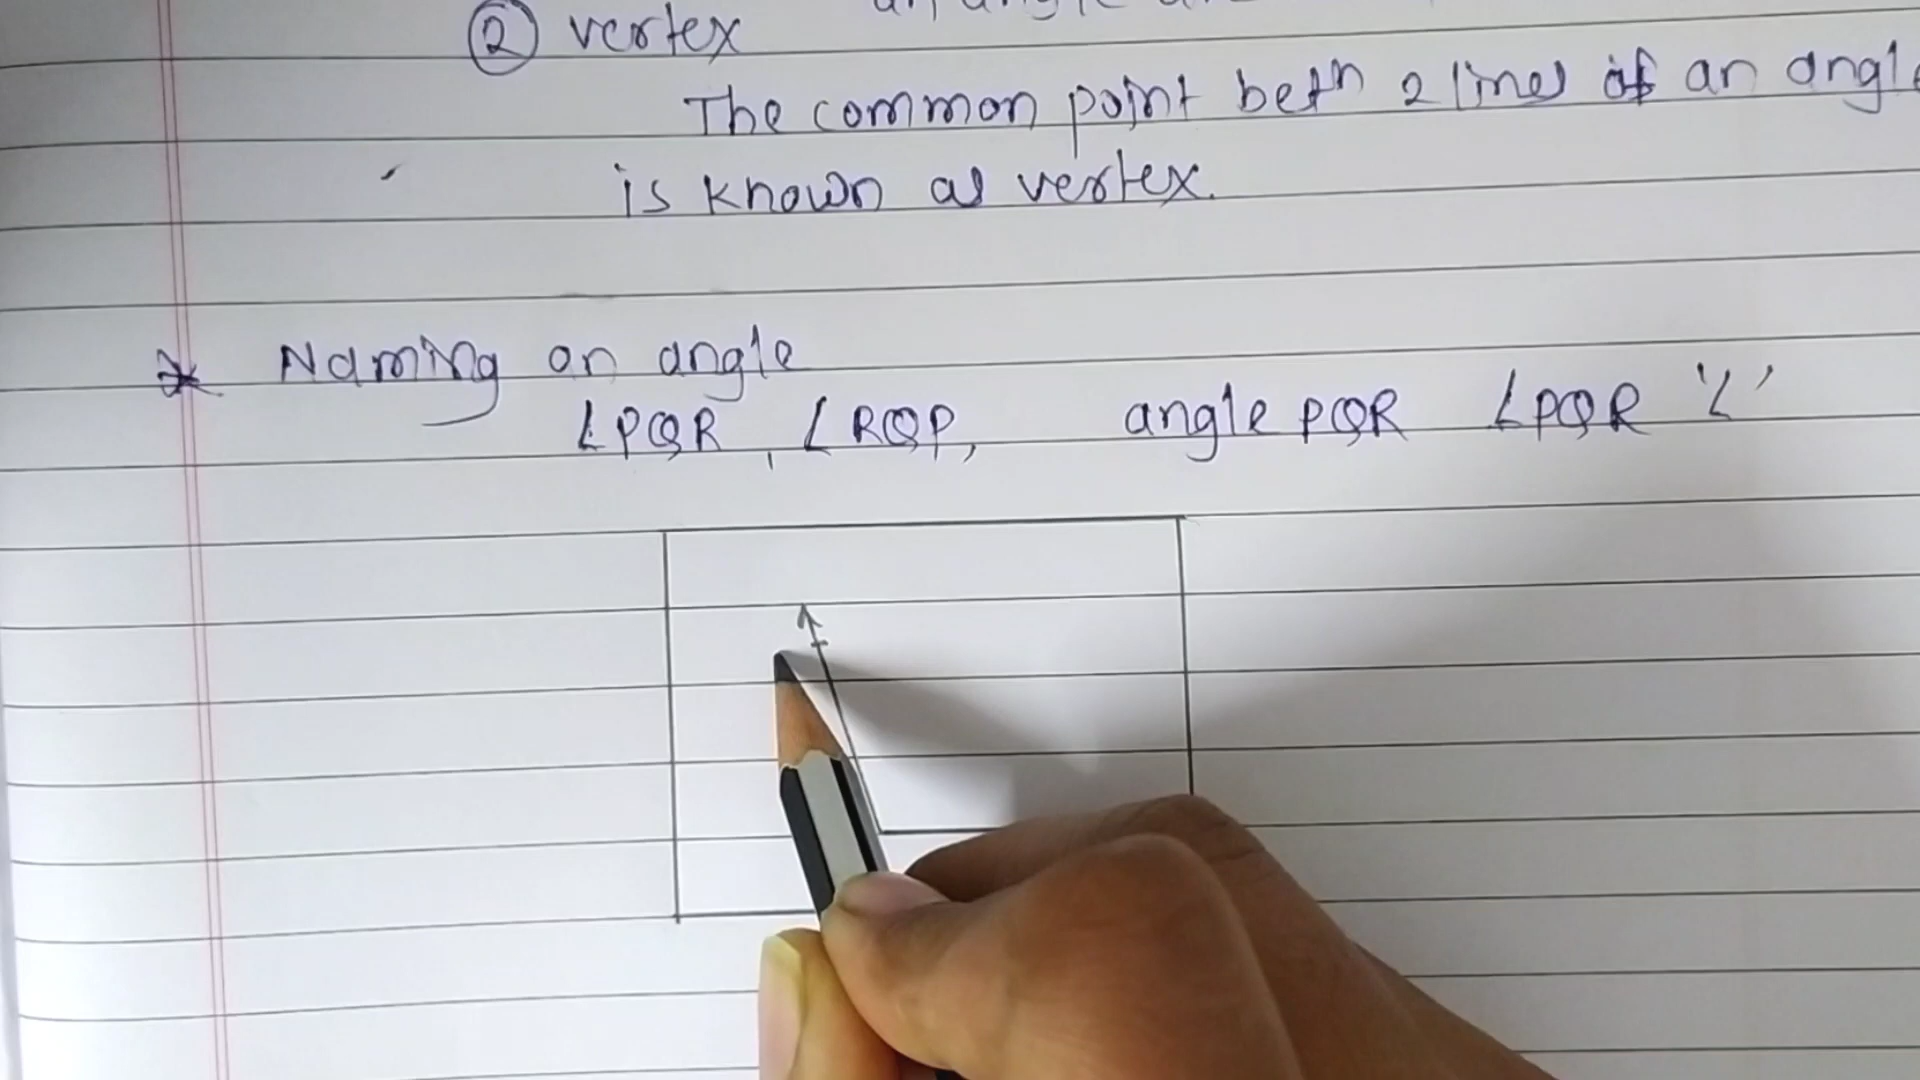 ② vertex
The common point betn 2 lines of an angle
is known as vertex.
* Naming an angle
∠PQR, ∠RQP, angle PQR ∠PQR '∠'